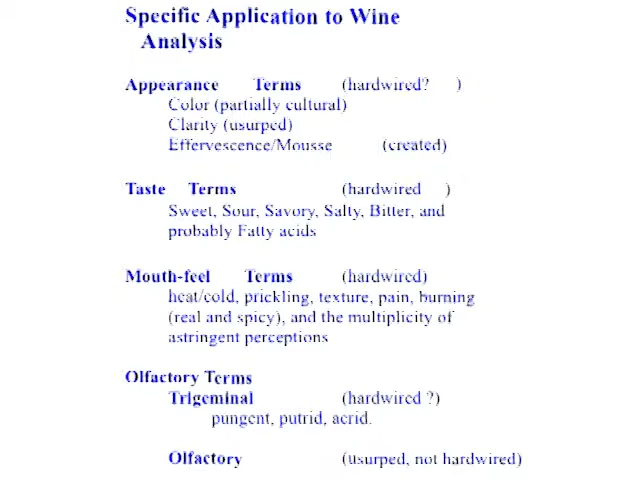 Specific Application to Wine
Analysis
Appearance Terms (hardwired? )
Color (partially cultural)
Clarity (usurped)
Effervescence/Mousse (created)
Taste Terms (hardwired )
Sweet, Sour, Savory, Salty, Bitter, and
probably Fatty acids
Mouth-feel Terms (hardwired)
heat/cold, prickling, texture, pain, burning
(real and spicy), and the multiplicity of
astringent perceptions
Olfactory Terms
Trigeminal (hardwired ?)
pungent, putrid, acrid.
Olfactory (usurped, not hardwired)